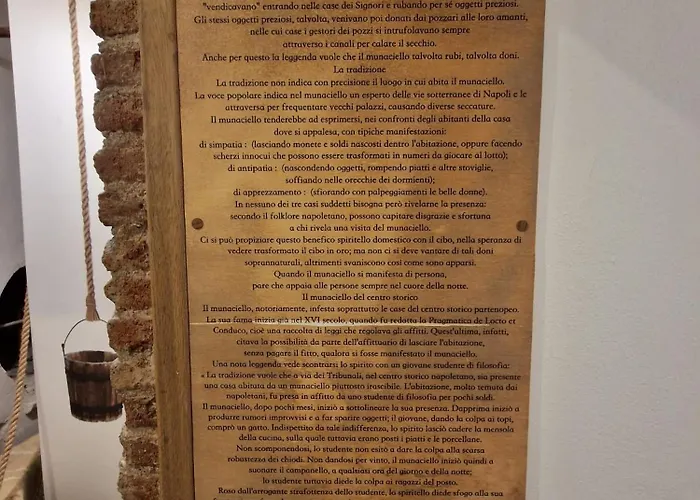 "vendicavano" entrando nelle case dei Signori e rubando per sé oggetti preziosi.
Gli stessi oggetti preziosi, talvolta, venivano poi donati dai pozzari alle loro amanti,
nelle cui case i gestori dei pozzi si intrufolavano sempre
attraverso i canali per calare il secchio.
Anche per questo la leggenda vuole che il munaciello talvolta rubi, talvolta doni.
La tradizione
La tradizione non indica con precisione il luogo in cui abita il munaciello.
La voce popolare indica nel munaciello un esperto delle vie sotterranee di Napoli e le
attraversa per frequentare vecchi palazzi, causando diverse seccature.
Il munaciello tenderebbe ad esprimersi, nei confronti degli abitanti della casa
dove si appalesa, con tipiche manifestazioni:
di simpatia : (lasciando monete e soldi nascosti dentro l'abitazione, oppure facendo
scherzi innocui che possono essere trasformati in numeri da giocare al lotto);
di antipatia : (nascondendo oggetti, rompendo piatti e altre stoviglie,
soffiando nelle orecchie dei dormienti);
di apprezzamento : (sfiorando con palpeggiamenti le belle donne).
In nessuno dei tre casi suddetti bisogna però rivelarne la presenza:
secondo il folklore napoletano, possono capitare disgrazie e sfortuna
a chi rivela una visita del munaciello.
Ci si può propiziare questo benefico spiritello domestico con il cibo, nella speranza di
vedere trasformato il cibo in oro; ma non ci si deve vantare di tali doni
soprannaturali, altrimenti svaniscono così come sono apparsi.
Quando il munaciello si manifesta di persona,
pare che appaia alle persone sempre nel cuore della notte.
Il munaciello del centro storico
Il munaciello, notoriamente, infesta soprattutto le case del centro storico partenopeo.
La sua fama inizia già nel XVI secolo, quando fu redotta la Pragmatica de Locto et
Conducto, cioè una raccolta di leggi che regolava gli affitti. Quest'ultima, infatti,
citava la possibilità da parte dell'affittuario di lasciare l'abitazione,
senza pagare il fitto, qualora si fosse manifestato il munaciello.
Una nota leggenda vede scontrarsi lo spirito con un giovane studente di filosofia:
« La tradizione vuole che a via dei Tribunali, nel centro storico napoletano, sia presente
una casa abitata da un munaciello piuttosto irascibile. L'abitazione, molto temuta dai
napoletani, fu presa in affitto da uno studente di filosofia per pochi soldi.
Il munaciello, dopo pochi mesi, iniziò a sottolineare la sua presenza. Dapprima iniziò a
produrre rumori improvvisi e a far sparire oggetti; il giovane, dando la colpa ai topi,
comprò un gatto. Indispettito da tale indifferenza, lo spirito lasciò cadere la mensola
della cucina, sulla quale tuttavia erano posti i piatti e le porcellane.
Non scomponendosi, lo studente non esitò a dare la colpa alla scarsa
robustezza dei chiodi. Non dandosi per vinto, il munaciello iniziò quindi a
suonare il campanello, a qualsiasi ora del giorno e della notte;
lo studente tuttavia diede la colpa ai ragazzi del posto.
Roso dall'arrogante strafottenza dello studente, lo spiritello diede sfogo alla sua